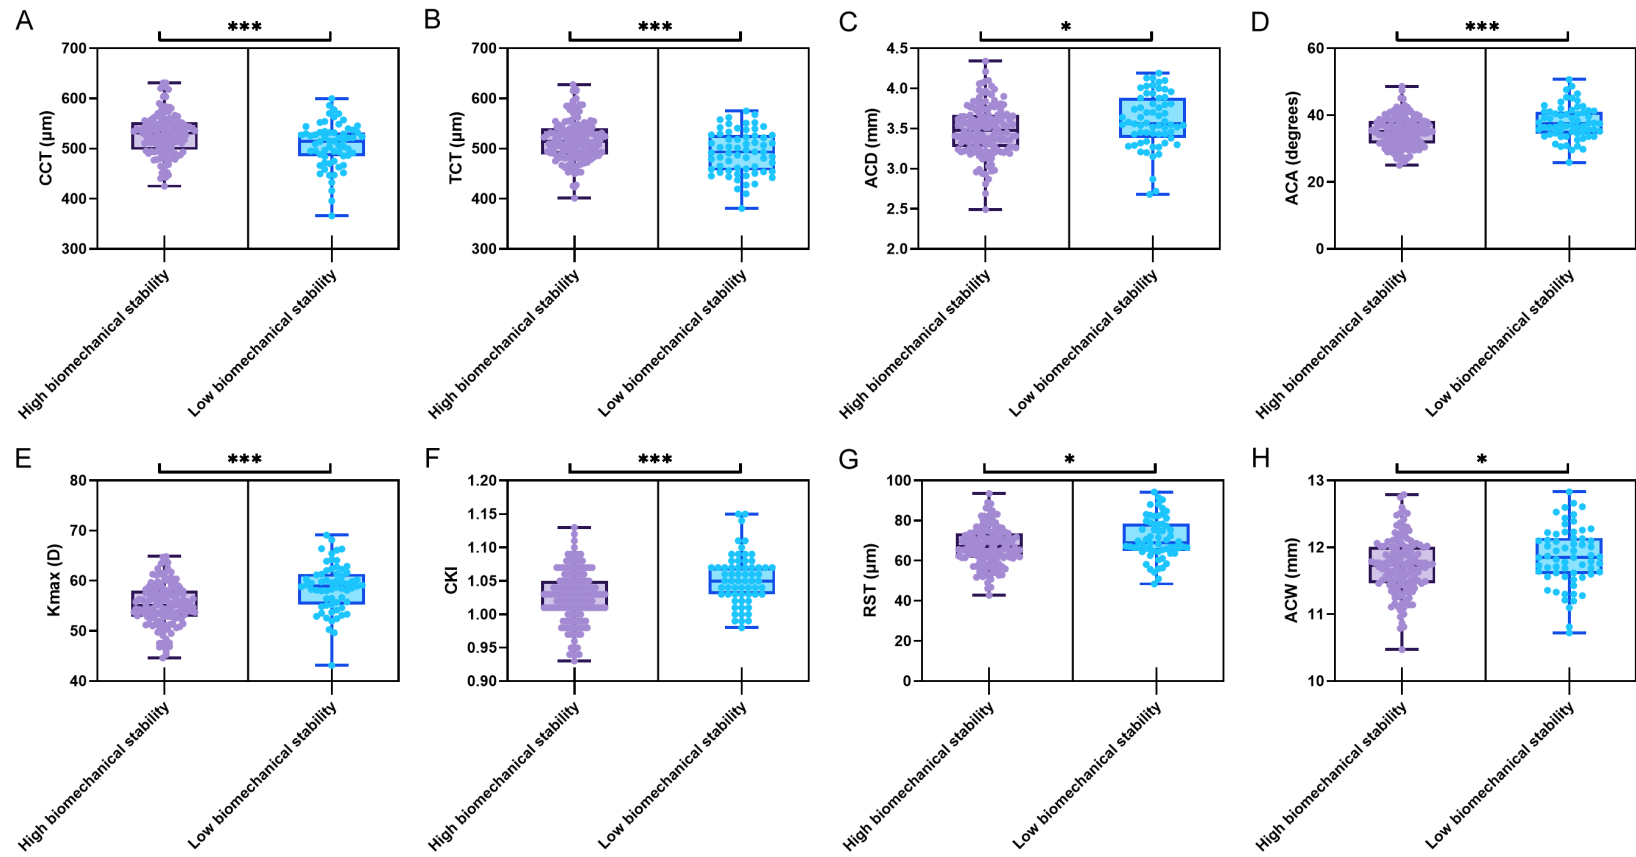 A
***
CCT (μm)
700
600
500
400
300
High biomechanical stability
Low biomechanical stability
B
***
TCT (μm)
700
600
500
400
300
High biomechanical stability
Low biomechanical stability
C
*
ACD (mm)
4.5
4.0
3.5
3.0
2.5
2.0
High biomechanical stability
Low biomechanical stability
D
***
ACA (degrees)
60
40
20
0
High biomechanical stability
Low biomechanical stability
E
***
Kmax (D)
80
70
60
50
40
High biomechanical stability
Low biomechanical stability
F
***
CKI
1.20
1.15
1.10
1.05
1.00
0.95
0.90
High biomechanical stability
Low biomechanical stability
G
*
RST (μm)
100
80
60
40
20
0
High biomechanical stability
Low biomechanical stability
H
*
ACW (mm)
13
12
11
10
High biomechanical stability
Low biomechanical stability